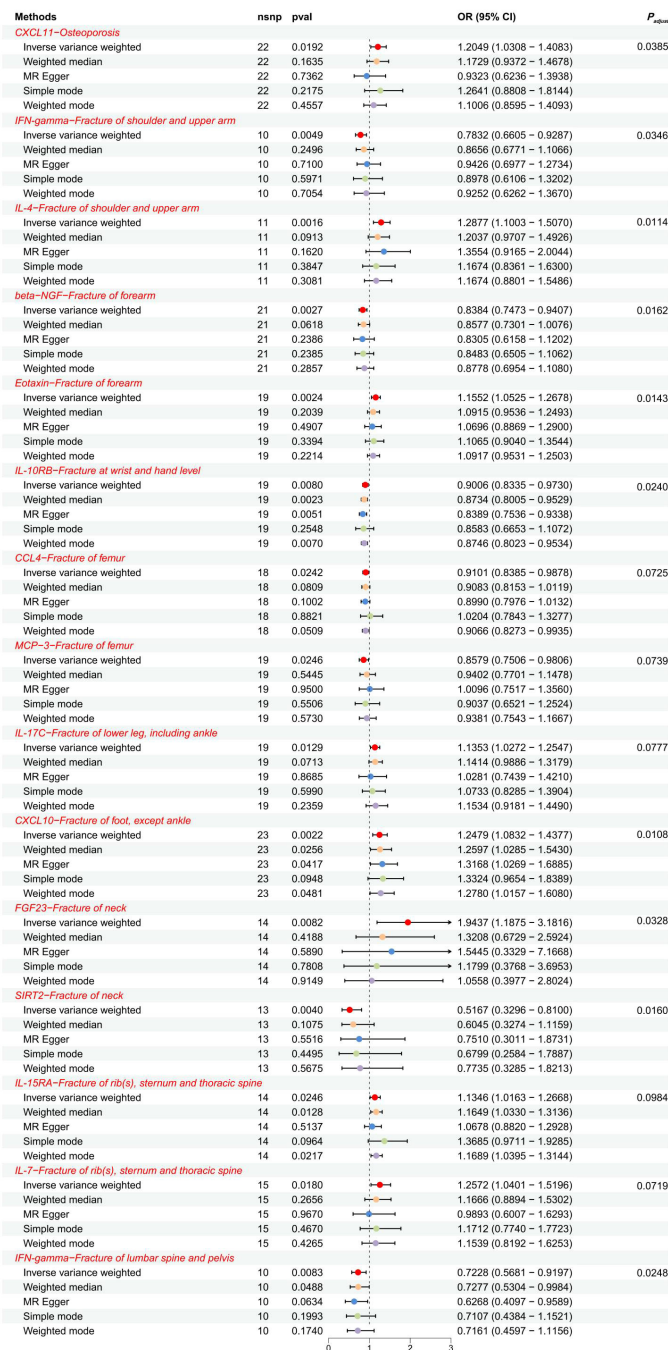 Methods nsnp pval OR (95% CI) P_adjust
CXCL11−Osteoporosis
Inverse variance weighted 22 0.0192 1.2049 (1.0308 − 1.4083) 0.0385
Weighted median 22 0.1635 1.1729 (0.9372 − 1.4678)
MR Egger 22 0.7362 0.9323 (0.6236 − 1.3938)
Simple mode 22 0.2175 1.2641 (0.8808 − 1.8144)
Weighted mode 22 0.4557 1.1006 (0.8595 − 1.4093)
IFN-gamma−Fracture of shoulder and upper arm
Inverse variance weighted 10 0.0049 0.7832 (0.6605 − 0.9287) 0.0346
Weighted median 10 0.2496 0.8656 (0.6771 − 1.1066)
MR Egger 10 0.7100 0.9426 (0.6977 − 1.2734)
Simple mode 10 0.5971 0.8978 (0.6106 − 1.3202)
Weighted mode 10 0.7054 0.9252 (0.6262 − 1.3670)
IL-4−Fracture of shoulder and upper arm
Inverse variance weighted 11 0.0016 1.2877 (1.1003 − 1.5070) 0.0114
Weighted median 11 0.0913 1.2037 (0.9707 − 1.4926)
MR Egger 11 0.1620 1.3554 (0.9165 − 2.0044)
Simple mode 11 0.3847 1.1674 (0.8361 − 1.6300)
Weighted mode 11 0.3081 1.1674 (0.8801 − 1.5486)
beta−NGF−Fracture of forearm
Inverse variance weighted 21 0.0027 0.8384 (0.7473 − 0.9407) 0.0162
Weighted median 21 0.0618 0.8577 (0.7301 − 1.0076)
MR Egger 21 0.2386 0.8305 (0.6158 − 1.1202)
Simple mode 21 0.2385 0.8483 (0.6505 − 1.1062)
Weighted mode 21 0.2857 0.8778 (0.6954 − 1.1080)
Eotaxin−Fracture of forearm
Inverse variance weighted 19 0.0024 1.1552 (1.0525 − 1.2678) 0.0143
Weighted median 19 0.2039 1.0915 (0.9536 − 1.2493)
MR Egger 19 0.4907 1.0696 (0.8869 − 1.2900)
Simple mode 19 0.3394 1.1065 (0.9040 − 1.3544)
Weighted mode 19 0.2214 1.0917 (0.9531 − 1.2503)
IL-10RB−Fracture at wrist and hand level
Inverse variance weighted 19 0.0080 0.9006 (0.8335 − 0.9730) 0.0240
Weighted median 19 0.0023 0.8734 (0.8005 − 0.9529)
MR Egger 19 0.0051 0.8389 (0.7536 − 0.9338)
Simple mode 19 0.2548 0.8583 (0.6653 − 1.1072)
Weighted mode 19 0.0070 0.8746 (0.8023 − 0.9534)
CCL4−Fracture of femur
Inverse variance weighted 18 0.0242 0.9101 (0.8385 − 0.9878) 0.0725
Weighted median 18 0.0809 0.9083 (0.8153 − 1.0119)
MR Egger 18 0.1002 0.8990 (0.7976 − 1.0132)
Simple mode 18 0.8821 1.0204 (0.7843 − 1.3277)
Weighted mode 18 0.0509 0.9066 (0.8273 − 0.9935)
MCP−3−Fracture of femur
Inverse variance weighted 19 0.0246 0.8579 (0.7506 − 0.9806) 0.0739
Weighted median 19 0.5445 0.9402 (0.7701 − 1.1478)
MR Egger 19 0.9500 1.0096 (0.7517 − 1.3560)
Simple mode 19 0.5506 0.9037 (0.6521 − 1.2524)
Weighted mode 19 0.5730 0.9381 (0.7543 − 1.1667)
IL-17C−Fracture of lower leg, including ankle
Inverse variance weighted 19 0.0129 1.1353 (1.0272 − 1.2547) 0.0777
Weighted median 19 0.0713 1.1414 (0.9886 − 1.3179)
MR Egger 19 0.8685 1.0281 (0.7439 − 1.4210)
Simple mode 19 0.5990 1.0733 (0.8285 − 1.3904)
Weighted mode 19 0.2359 1.1534 (0.9181 − 1.4490)
CXCL10−Fracture of foot, except ankle
Inverse variance weighted 23 0.0022 1.2479 (1.0832 − 1.4377) 0.0108
Weighted median 23 0.0256 1.2597 (1.0285 − 1.5430)
MR Egger 23 0.0417 1.3168 (1.0269 − 1.6885)
Simple mode 23 0.0948 1.3324 (0.9654 − 1.8389)
Weighted mode 23 0.0481 1.2780 (1.0157 − 1.6080)
FGF23−Fracture of neck
Inverse variance weighted 14 0.0082 1.9437 (1.1875 − 3.1816) 0.0328
Weighted median 14 0.4188 1.3208 (0.6729 − 2.5924)
MR Egger 14 0.5890 1.5445 (0.3329 − 7.1668)
Simple mode 14 0.7808 1.1799 (0.3768 − 3.6953)
Weighted mode 14 0.9149 1.0558 (0.3977 − 2.8024)
SIRT2−Fracture of neck
Inverse variance weighted 13 0.0040 0.5167 (0.3296 − 0.8100) 0.0160
Weighted median 13 0.1075 0.6045 (0.3274 − 1.1159)
MR Egger 13 0.5516 0.7510 (0.3011 − 1.8731)
Simple mode 13 0.4495 0.6799 (0.2584 − 1.7887)
Weighted mode 13 0.5675 0.7735 (0.3285 − 1.8213)
IL-15RA−Fracture of rib(s), sternum and thoracic spine
Inverse variance weighted 14 0.0246 1.1346 (1.0163 − 1.2668) 0.0984
Weighted median 14 0.0128 1.1649 (1.0330 − 1.3136)
MR Egger 14 0.5137 1.0678 (0.8820 − 1.2928)
Simple mode 14 0.0964 1.3685 (0.9711 − 1.9285)
Weighted mode 14 0.0217 1.1689 (1.0395 − 1.3144)
IL-7−Fracture of rib(s), sternum and thoracic spine
Inverse variance weighted 15 0.0180 1.2572 (1.0401 − 1.5196) 0.0719
Weighted median 15 0.2656 1.1666 (0.8894 − 1.5302)
MR Egger 15 0.9670 0.9893 (0.6007 − 1.6293)
Simple mode 15 0.4670 1.1712 (0.7740 − 1.7723)
Weighted mode 15 0.4265 1.1539 (0.8192 − 1.6253)
IFN-gamma−Fracture of lumbar spine and pelvis
Inverse variance weighted 10 0.0083 0.7228 (0.5681 − 0.9197) 0.0248
Weighted median 10 0.0488 0.7277 (0.5304 − 0.9984)
MR Egger 10 0.0634 0.6268 (0.4097 − 0.9589)
Simple mode 10 0.1993 0.7107 (0.4384 − 1.1521)
Weighted mode 10 0.1740 0.7161 (0.4597 − 1.1156)
0 1 2 3